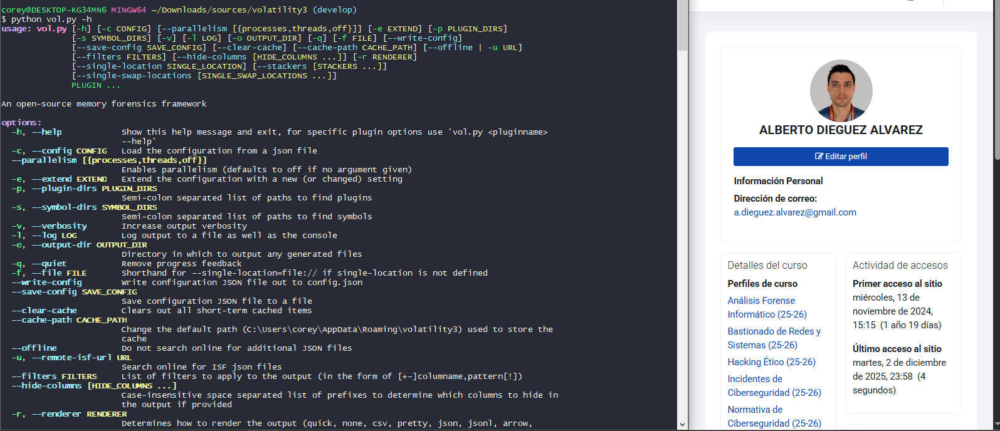 corey@DESKTOP-KG34MN6 MINGW64 ~/Downloads/sources/volatility3 (develop)
$ python vol.py -h
usage: vol.py [-h] [-c CONFIG] [--parallelism [{processes,threads,off}]] [-e EXTEND] [-p PLUGIN_DIRS]
[-s SYMBOL_DIRS] [-v] [-l LOG] [-o OUTPUT_DIR] [-q] [-f FILE] [--write-config]
[--save-config SAVE_CONFIG] [--clear-cache] [--cache-path CACHE_PATH] [--offline | -u URL]
[--filters FILTERS] [--hide-columns [HIDE_COLUMNS ...]] [-r RENDERER]
[--single-location SINGLE_LOCATION] [--stackers [STACKERS ...]]
[--single-swap-locations [SINGLE_SWAP_LOCATIONS ...]]
PLUGIN ...
An open-source memory forensics framework
options:
-h, --help Show this help message and exit, for specific plugin options use 'vol.py <pluginname>
--help'
-c, --config CONFIG Load the configuration from a json file
--parallelism [{processes,threads,off}]
Enables parallelism (defaults to off if no argument given)
-e, --extend EXTEND Extend the configuration with a new (or changed) setting
-p, --plugin-dirs PLUGIN_DIRS
Semi-colon separated list of paths to find plugins
-s, --symbol-dirs SYMBOL_DIRS
Semi-colon separated list of paths to find symbols
-v, --verbosity Increase output verbosity
-l, --log LOG Log output to a file as well as the console
-o, --output-dir OUTPUT_DIR
Directory in which to output any generated files
-q, --quiet Remove progress feedback
-f, --file FILE Shorthand for --single-location=file:// if single-location is not defined
--write-config Write configuration JSON file out to config.json
--save-config SAVE_CONFIG
Save configuration JSON file to a file
--clear-cache Clears out all short-term cached items
--cache-path CACHE_PATH
Change the default path (C:\Users\corey\AppData\Roaming\volatility3) used to store the
cache
--offline Do not search online for additional JSON files
-u, --remote-isf-url URL
Search online for ISF json files
--filters FILTERS List of filters to apply to the output (in the form of [+-]columname,pattern[!])
--hide-columns [HIDE_COLUMNS ...]
Case-insensitive space separated list of prefixes to determine which columns to hide in
the output if provided
-r, --renderer RENDERER
Determines how to render the output (quick, none, csv, pretty, json, jsonl, arrow,
ALBERTO DIEGUEZ ALVAREZ
Editar perfil
Información Personal
Dirección de correo:
a.dieguez.alvarez@gmail.com
Detalles del curso
Perfiles de curso
Análisis Forense
Informático (25-26)
Bastionado de Redes y
Sistemas (25-26)
Hacking Ético (25-26)
Incidentes de
Ciberseguridad (25-26)
Normativa de
Ciberseguridad (25-26)
Actividad de accesos
Primer acceso al sitio
miércoles, 13 de
noviembre de 2024,
15:15 (1 año 19 días)
Último acceso al sitio
martes, 2 de diciembre
de 2025, 23:58 (4
segundos)